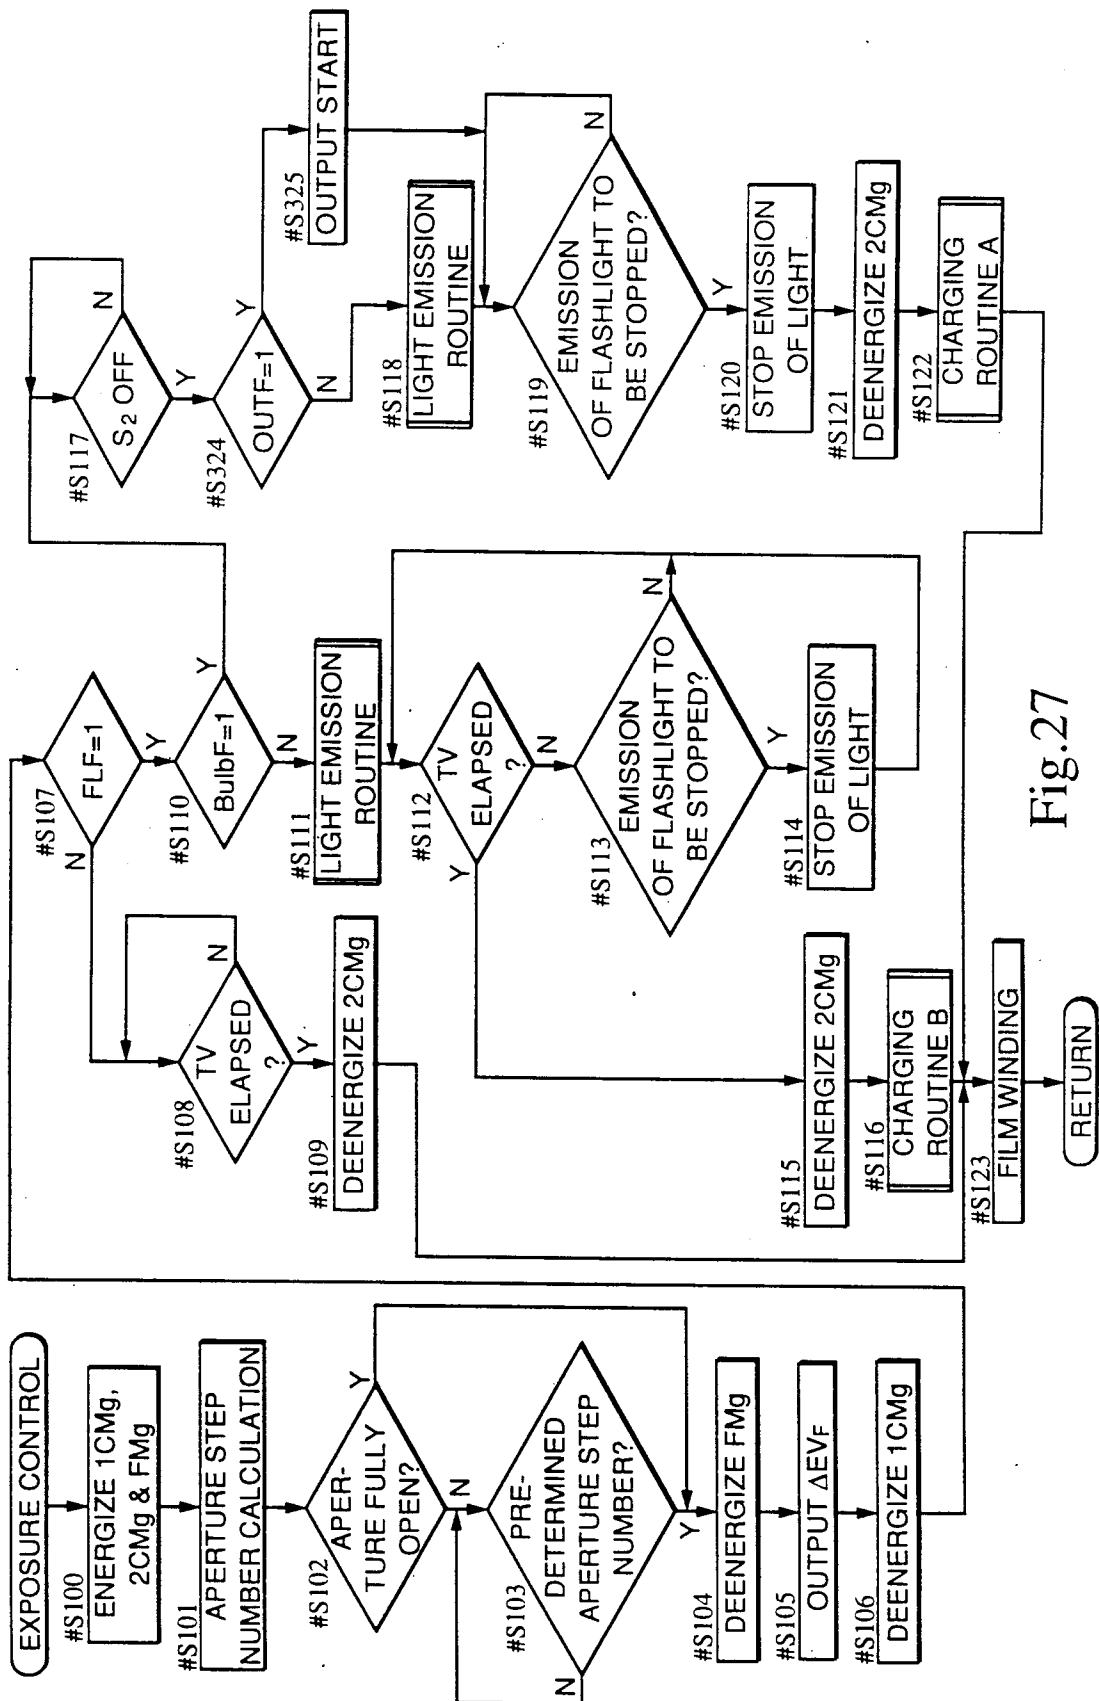 EXPOSURE CONTROL
#S100
ENERGIZE 1CMg,
2CMg & FMg
#S101
APERTURE STEP
NUMBER CALCULATION
#S102
APER-
TURE FULLY
OPEN?
Y
N
#S103
PRE-
DETERMINED
APERTURE STEP
NUMBER?
N
Y
#S104
DEENERGIZE FMg
#S105
OUTPUT ΔEVF
#S106
DEENERGIZE 1CMg
#S107
FLF=1
N
Y
#S108
TV
ELAPSED
?
N
Y
#S109
DEENERGIZE 2CMg
#S110
BulbF=1
Y
N
#S111
LIGHT EMISSION
ROUTINE
#S112
TV
ELAPSED
?
Y
N
#S113
EMISSION
OF FLASHLIGHT TO
BE STOPPED?
N
Y
#S114
STOP EMISSION
OF LIGHT
#S115
DEENERGIZE 2CMg
#S116
CHARGING
ROUTINE B
#S123
FILM WINDING
RETURN
#S117
S2 OFF
N
Y
#S324
OUTF=1
Y
N
#S325
OUTPUT START
#S118
LIGHT EMISSION
ROUTINE
#S119
EMISSION
OF FLASHLIGHT TO
BE STOPPED?
N
Y
#S120
STOP EMISSION
OF LIGHT
#S121
DEENERGIZE 2CMg
#S122
CHARGING
ROUTINE A
Fig.27